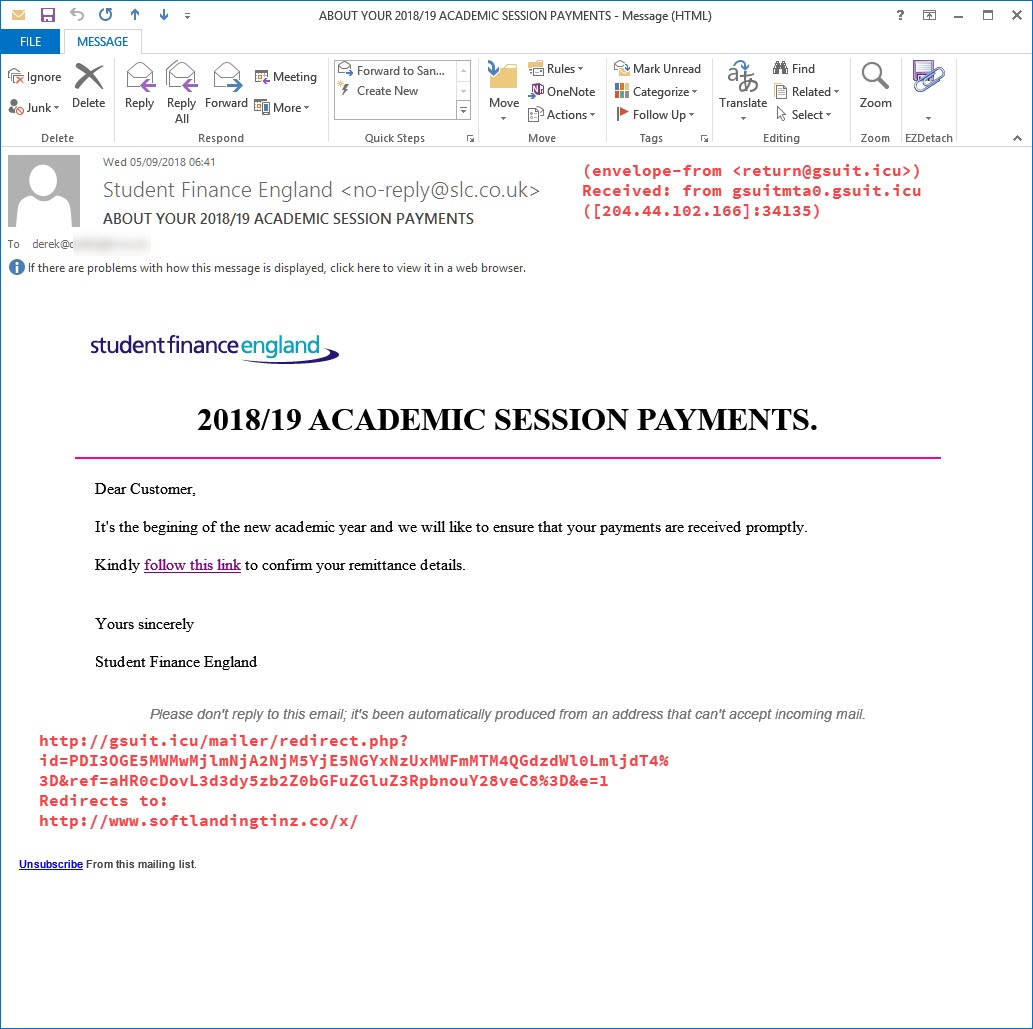 ABOUT YOUR 2018/19 ACADEMIC SESSION PAYMENTS - Message (HTML)
FILE MESSAGE
Ignore
Junk
Delete
Reply
Reply All
Forward
Meeting
More
Forward to San...
Create New
Move
Rules
OneNote
Actions
Mark Unread
Categorize
Follow Up
Translate
Find
Related
Select
Zoom
Delete Respond Quick Steps Move Tags Editing Zoom EZDetach
Wed 05/09/2018 06:41
Student Finance England <no-reply@slc.co.uk>
ABOUT YOUR 2018/19 ACADEMIC SESSION PAYMENTS
(envelope-from <return@gsuit.icu>)
Received: from gsuitmta0.gsuit.icu
([204.44.102.166]:34135)
To derek@
If there are problems with how this message is displayed, click here to view it in a web browser.
studentfinance england
2018/19 ACADEMIC SESSION PAYMENTS.
Dear Customer,
It's the begining of the new academic year and we will like to ensure that your payments are received promptly.
Kindly follow this link to confirm your remittance details.
Yours sincerely
Student Finance England
Please don't reply to this email; it's been automatically produced from an address that can't accept incoming mail.
http://gsuit.icu/mailer/redirect.php?
id=PDI3OGE5MWMwMjlmNjA2NjM5YjE5NGYxNzUxMWFmMTM4QGdzdWl0LmljdT4%
3D&ref=aHR0cDovL3d3dy5zb2Z0bGFuZGluZ3RpbnouY28veC8%3D&e=1
Redirects to:
http://www.softlandingtinz.co/x/
Unsubscribe From this mailing list.